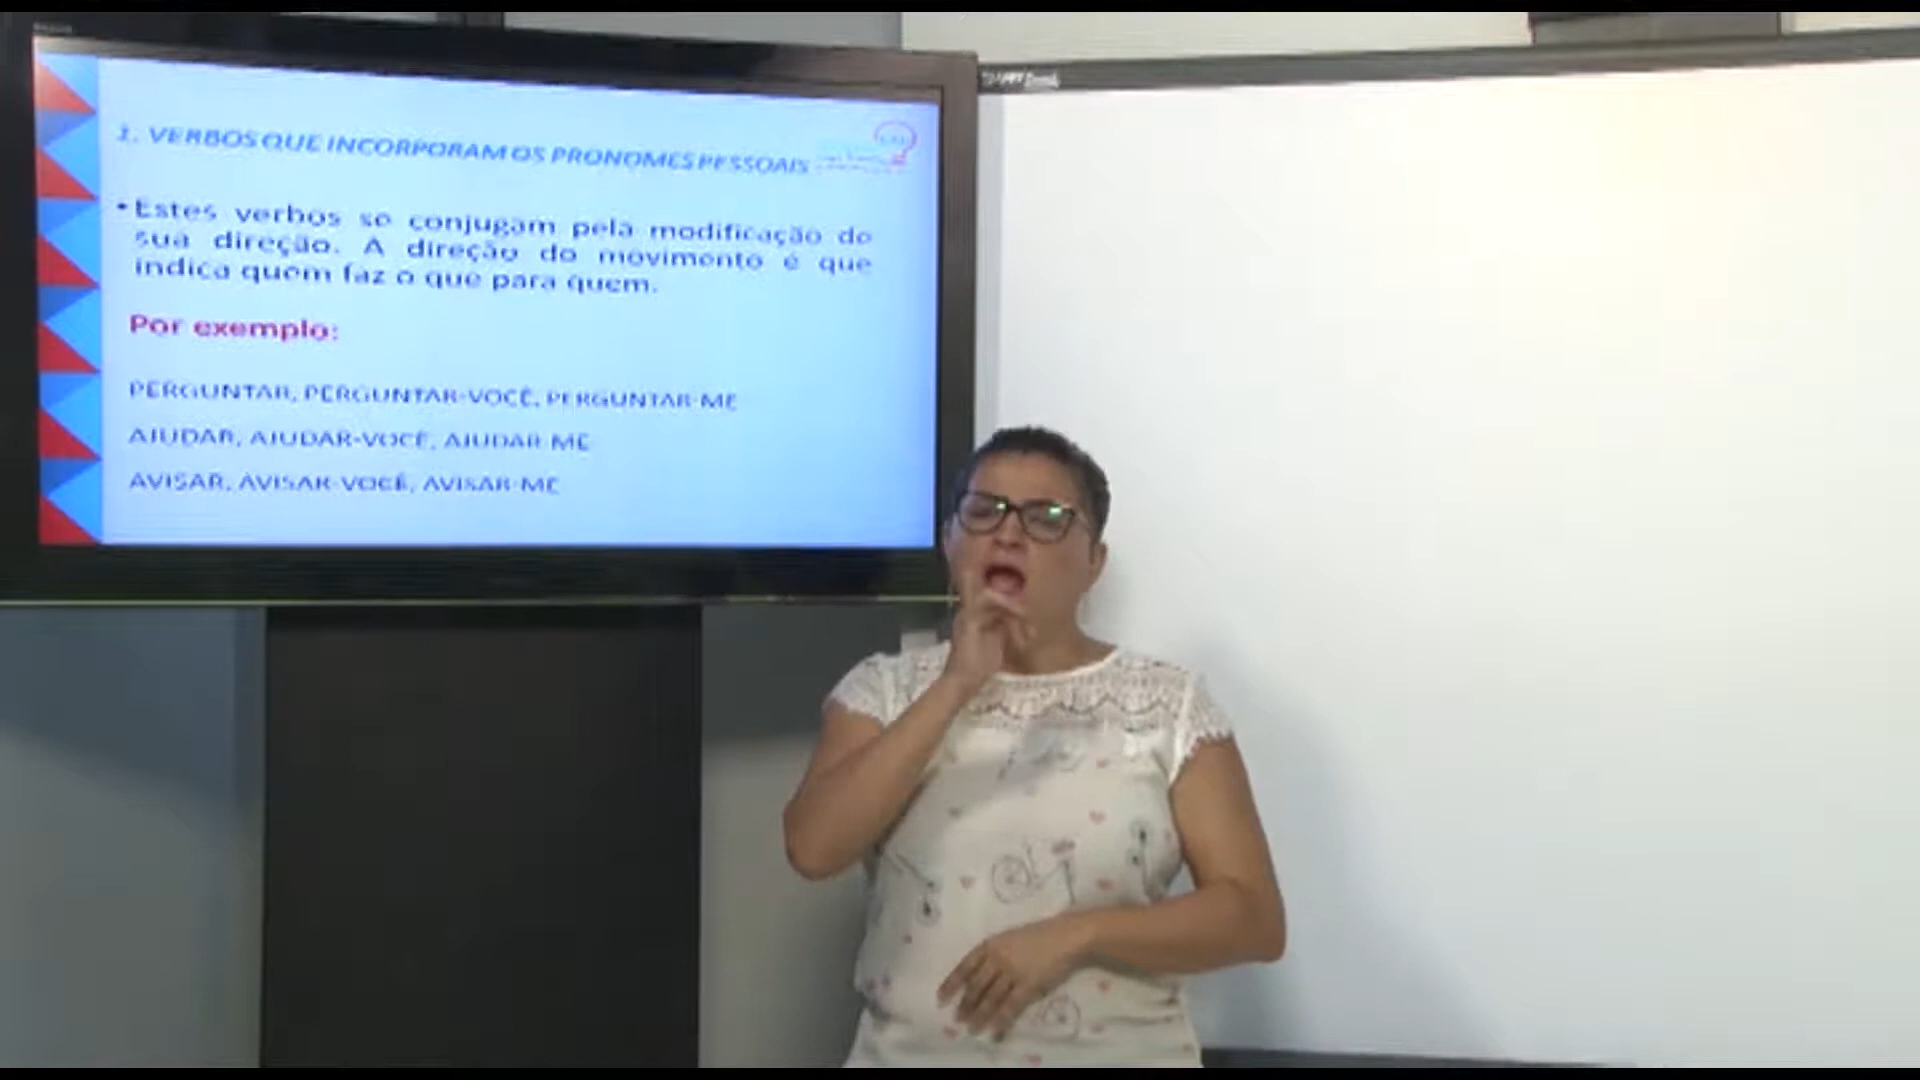 1. VERBOS QUE INCORPORAM OS PRONOMES PESSOAIS
• Estes verbos se conjugam pela modificação de
sua direção. A direção do movimento é que
indica quem faz o que para quem.
Por exemplo:
PERGUNTAR, PERGUNTAR-VOCÊ, PERGUNTAR-ME
AJUDAR, AJUDAR-VOCÊ, AJUDAR-ME
AVISAR, AVISAR-VOCÊ, AVISAR-ME